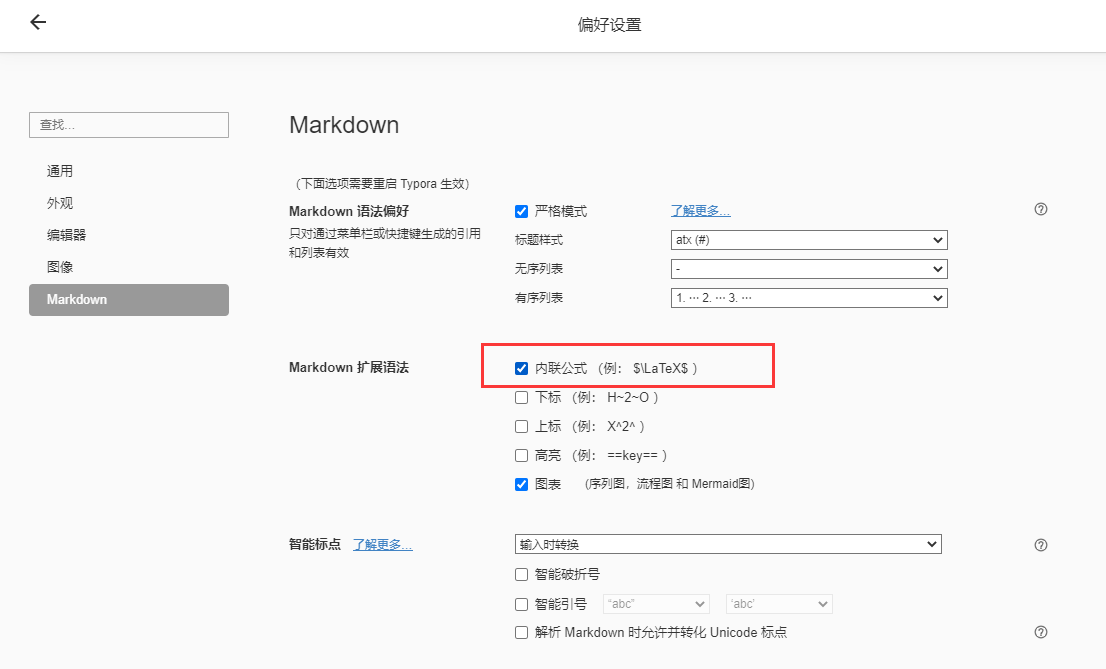 偏好设置
查找...
通用
外观
编辑器
图像
Markdown
Markdown
（下面选项需要重启 Typora 生效）
Markdown 语法偏好
只对通过菜单栏或快捷键生成的引用
和列表有效
严格模式 了解更多...
标题样式 atx (#)
无序列表 -
有序列表 1. ··· 2. ··· 3. ···
Markdown 扩展语法
内联公式 （例： $\LaTeX$ ）
下标 （例： H~2~O ）
上标 （例： X^2^ ）
高亮 （例： ==key== ）
图表 (序列图，流程图 和 Mermaid图)
智能标点 了解更多... 输入时转换
智能破折号
智能引号 “abc” ‘abc’
解析 Markdown 时允许并转化 Unicode 标点